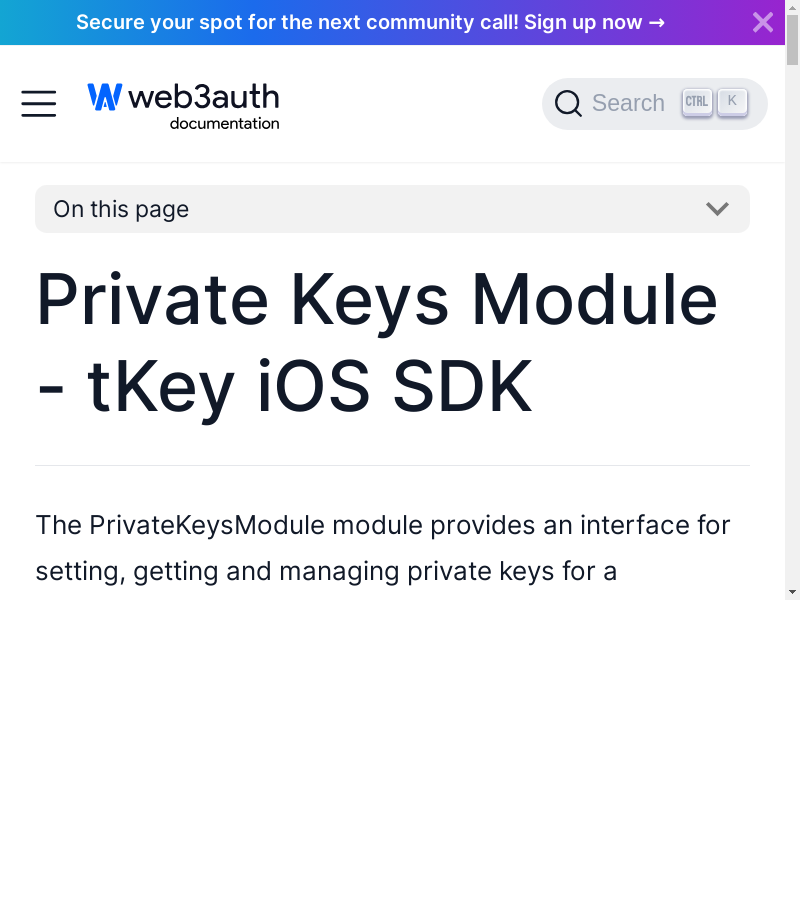 Secure your spot for the next community call! Sign up now →
web3auth
documentation
Search CTRL K
On this page
Private Keys Module
- tKey iOS SDK
The PrivateKeysModule module provides an interface for
setting, getting and managing private keys for a